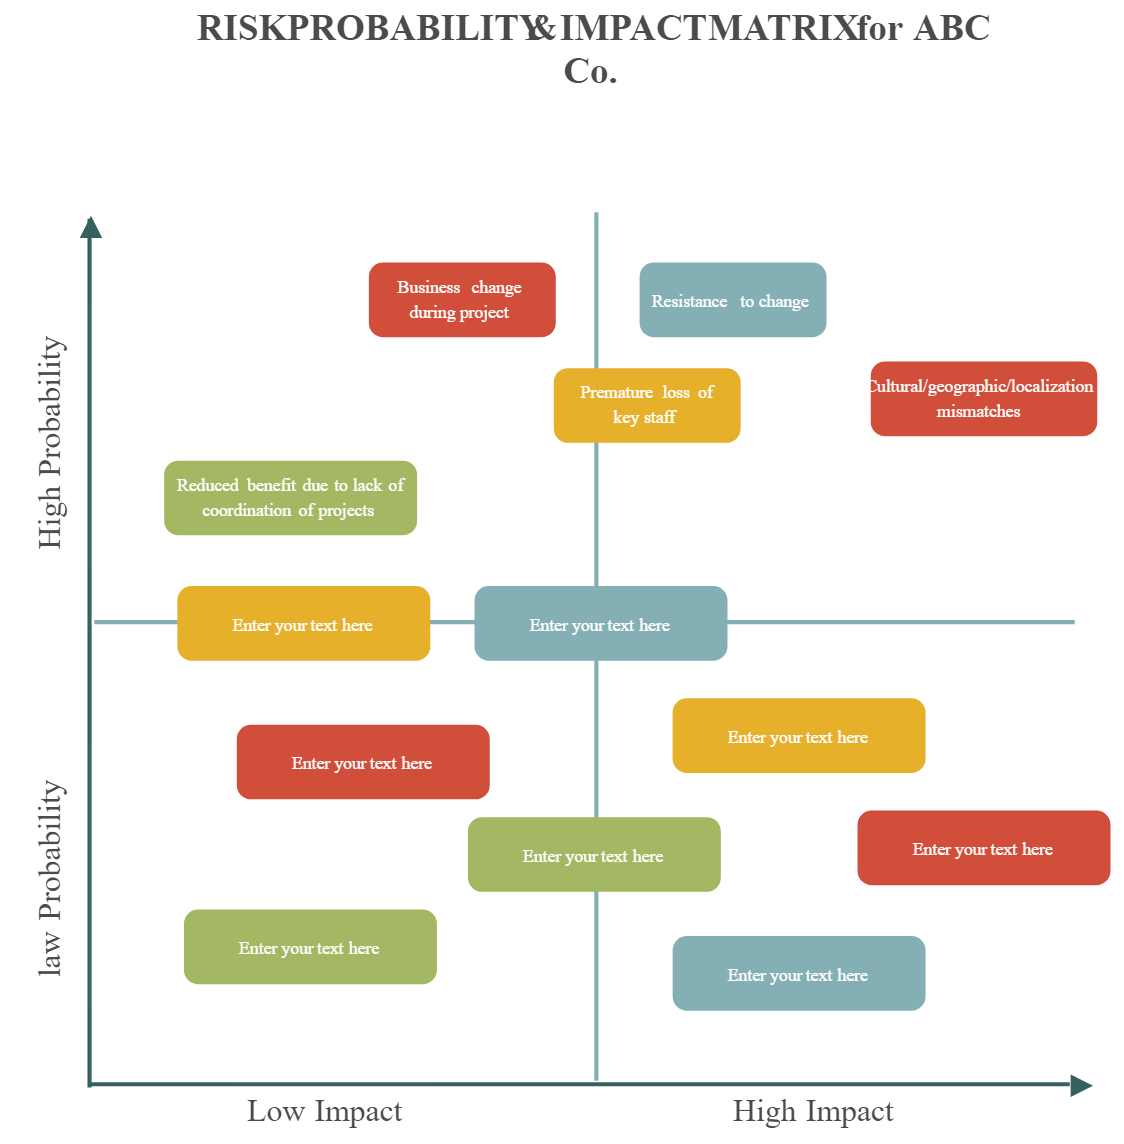 RISKPROBABILITY&IMPACTMATRIXfor ABC
Co.
Business change
during project
Resistance to change
Premature loss of
key staff
Cultural/geographic/localization
mismatches
High Probability
Reduced benefit due to lack of
coordination of projects
Enter your text here
Enter your text here
Enter your text here
Enter your text here
Enter your text here
Enter your text here
law Probability
Enter your text here
Enter your text here
Low Impact
High Impact